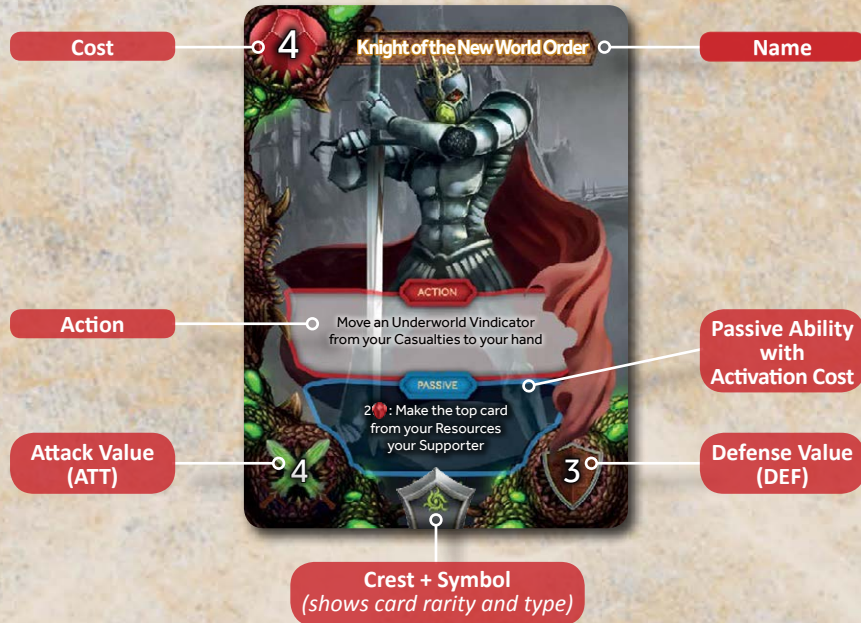 Cost
4
Knight of the New World Order
Name
Action
ACTION
Move an Underworld Vindicator
from your Casualties to your hand
Passive Ability
with
Activation Cost
PASSIVE
2 : Make the top card
from your Resources
your Supporter
Attack Value
(ATT)
4
3
Defense Value
(DEF)
Crest + Symbol
(shows card rarity and type)